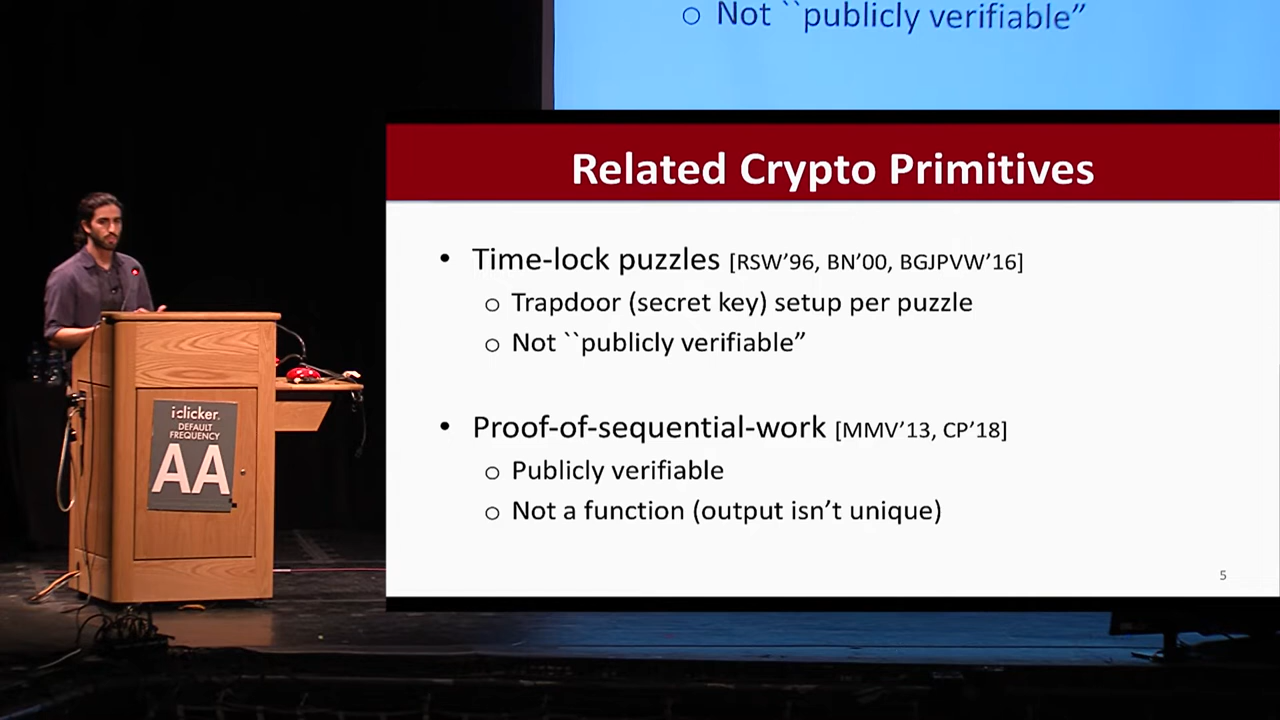 ○ Not ``publicly verifiable”
Related Crypto Primitives
• Time-lock puzzles [RSW’96, BN’00, BGJPVW’16]
○ Trapdoor (secret key) setup per puzzle
○ Not ``publicly verifiable”
• Proof-of-sequential-work [MMV’13, CP’18]
○ Publicly verifiable
○ Not a function (output isn’t unique)
5
iclicker.
DEFAULT
FREQUENCY
AA